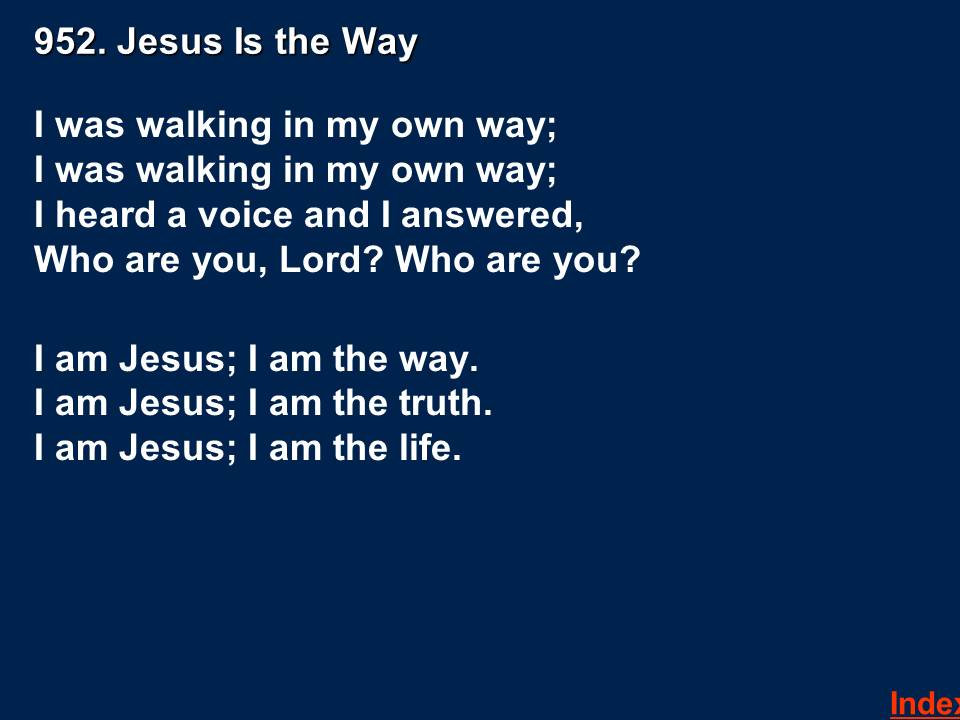 952. Jesus Is the Way
I was walking in my own way;
I was walking in my own way;
I heard a voice and I answered,
Who are you, Lord? Who are you?
I am Jesus; I am the way.
I am Jesus; I am the truth.
I am Jesus; I am the life.
Index